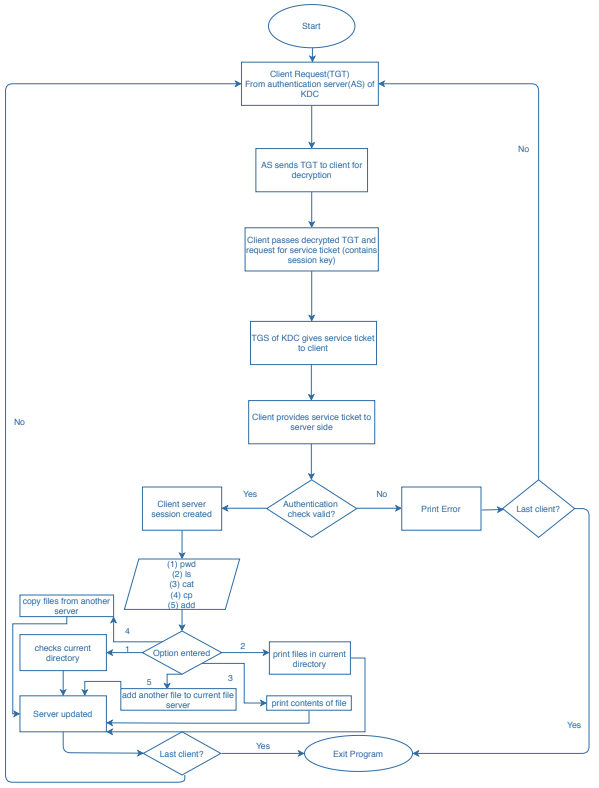 Start
Client Request(TGT)
From authentication server(AS) of
KDC
No
AS sends TGT to client for
decryption
Client passes decrypted TGT and
request for service ticket (contains
session key)
TGS of KDC gives service ticket
to client
Client provides service ticket to
server side
No
Yes
No
Client server
session created
Authentication
check valid?
Print Error
Last client?
(1) pwd
(2) ls
(3) cat
(4) cp
(5) add
copy files from another
server
4
checks current
directory
1
Option entered
2
print files in current
directory
3
5
add another file to current file
server
print contents of file
Server updated
Yes
Last client?
Yes
Exit Program